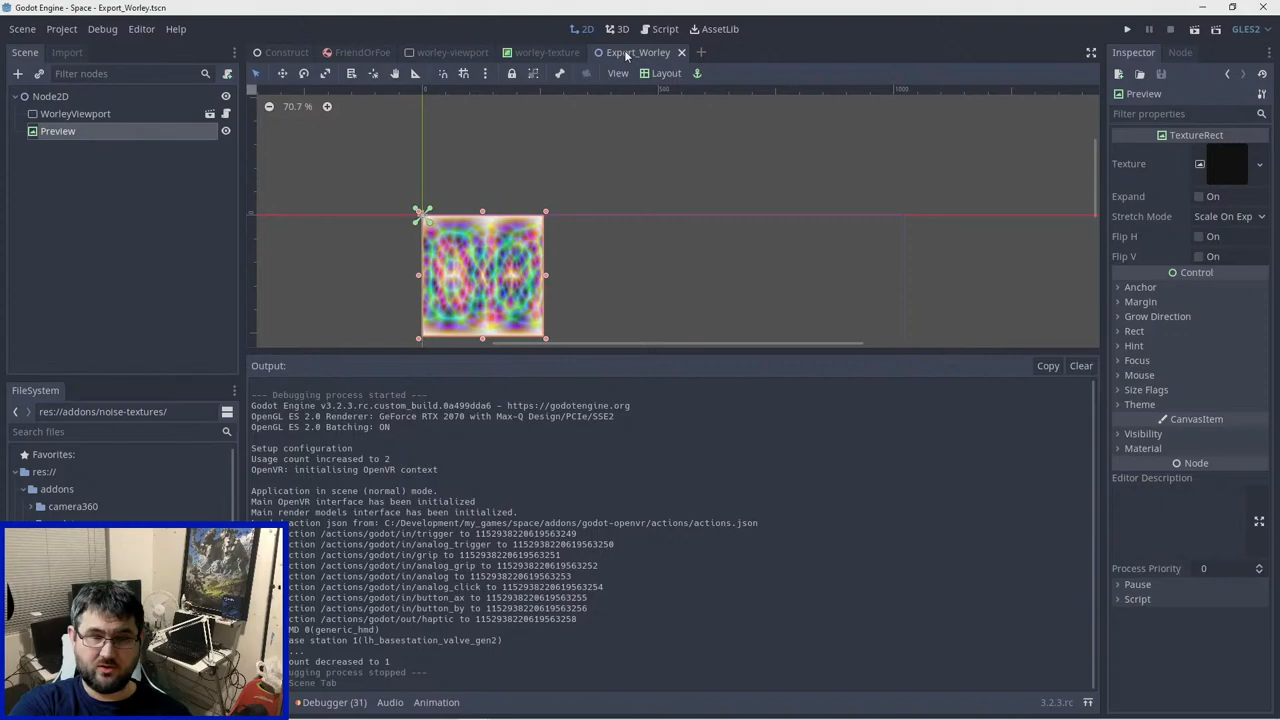 Godot Engine - Space - Export_Worley.tscn
Scene Project Debug Editor Help
2D 3D Script AssetLib
GLES2
Scene Import
Construct FriendOrFoe worley-viewport worley-texture Export_Worley
Inspector Node
Filter nodes
View Layout
Node2D
WorleyViewport
Preview
70.7 %
0 500 1000
0
Preview
Filter properties
TextureRect
Texture
Expand On
Stretch Mode Scale On Exp
Flip H On
Flip V On
Control
Anchor
Margin
Grow Direction
Rect
Hint
Focus
Mouse
Size Flags
Theme
CanvasItem
Visibility
Material
Node
Editor Description
Process Priority 0
Pause
Script
FileSystem
res://addons/noise-textures/
Search files
Favorites:
res://
addons
camera360
Output: Copy Clear
--- Debugging process started ---
Godot Engine v3.2.3.rc.custom_build.0a499dda6 - https://godotengine.org
OpenGL ES 2.0 Renderer: GeForce RTX 2070 with Max-Q Design/PCIe/SSE2
OpenGL ES 2.0 Batching: ON
Setup configuration
Usage count increased to 2
OpenVR: initialising OpenVR context
Application in scene (normal) mode.
Main OpenVR interface has been initialized
Main render models interface has been initialized.
action json from: C:/Development/my_games/space/addons/godot-openvr/actions/actions.json
ction /actions/godot/in/trigger to 1152938220619563249
ction /actions/godot/in/analog_trigger to 1152938220619563250
ction /actions/godot/in/grip to 1152938220619563251
ction /actions/godot/in/analog_grip to 1152938220619563252
ction /actions/godot/in/analog to 1152938220619563253
ction /actions/godot/in/analog_click to 1152938220619563254
ction /actions/godot/in/button_ax to 1152938220619563255
ction /actions/godot/in/button_by to 1152938220619563256
ction /actions/godot/out/haptic to 1152938220619563258
MD 0(generic_hmd)
ase station 1(lh_basestation_valve_gen2)
...
ount decreased to 1
ugging process stopped ---
Scene Tab
Debugger (31) Audio Animation
3.2.3.rc